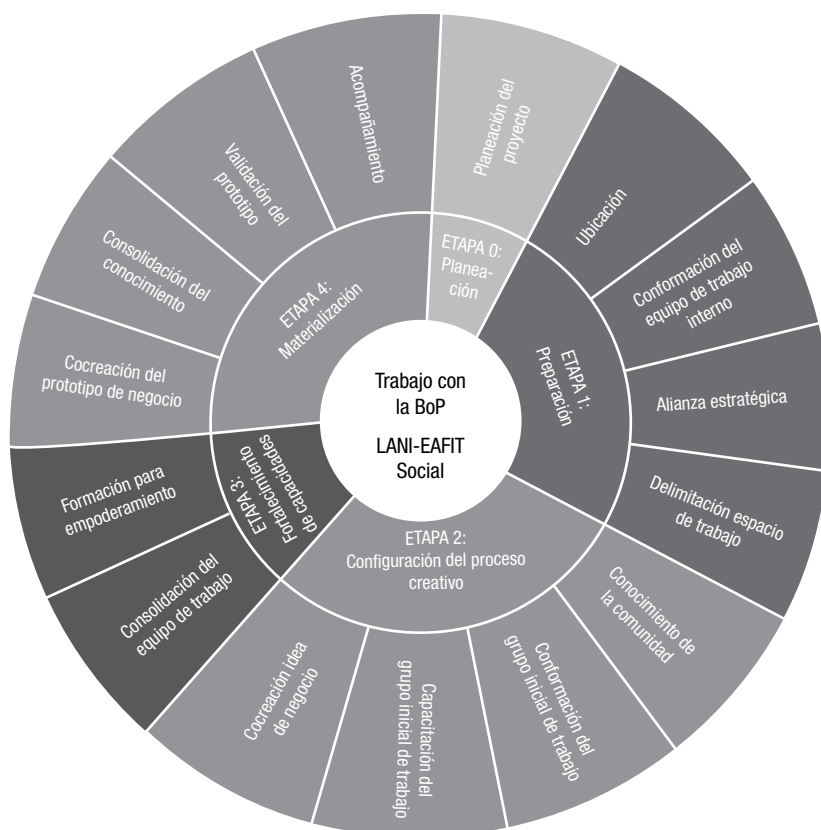 Trabajo con
la BoP
LANI-EAFIT
Social
ETAPA 0:
Planea-
ción
Planeación del
proyecto
ETAPA 1:
Preparación
Ubicación
Conformación del
equipo de trabajo
interno
Alianza estratégica
Delimitación espacio
de trabajo
ETAPA 2:
Configuración del proceso
creativo
Conocimiento de
la comunidad
Conformación del
grupo inicial de trabajo
Capacitación del
grupo inicial de trabajo
Cocreación idea
de negocio
ETAPA 3:
Fortalecimiento
de capacidades
Consolidación del
equipo de trabajo
Formación para
empoderamiento
ETAPA 4:
Materialización
Cocreación del
prototipo de negocio
Consolidación del
conocimiento
Validación del
prototipo
Acompañamiento